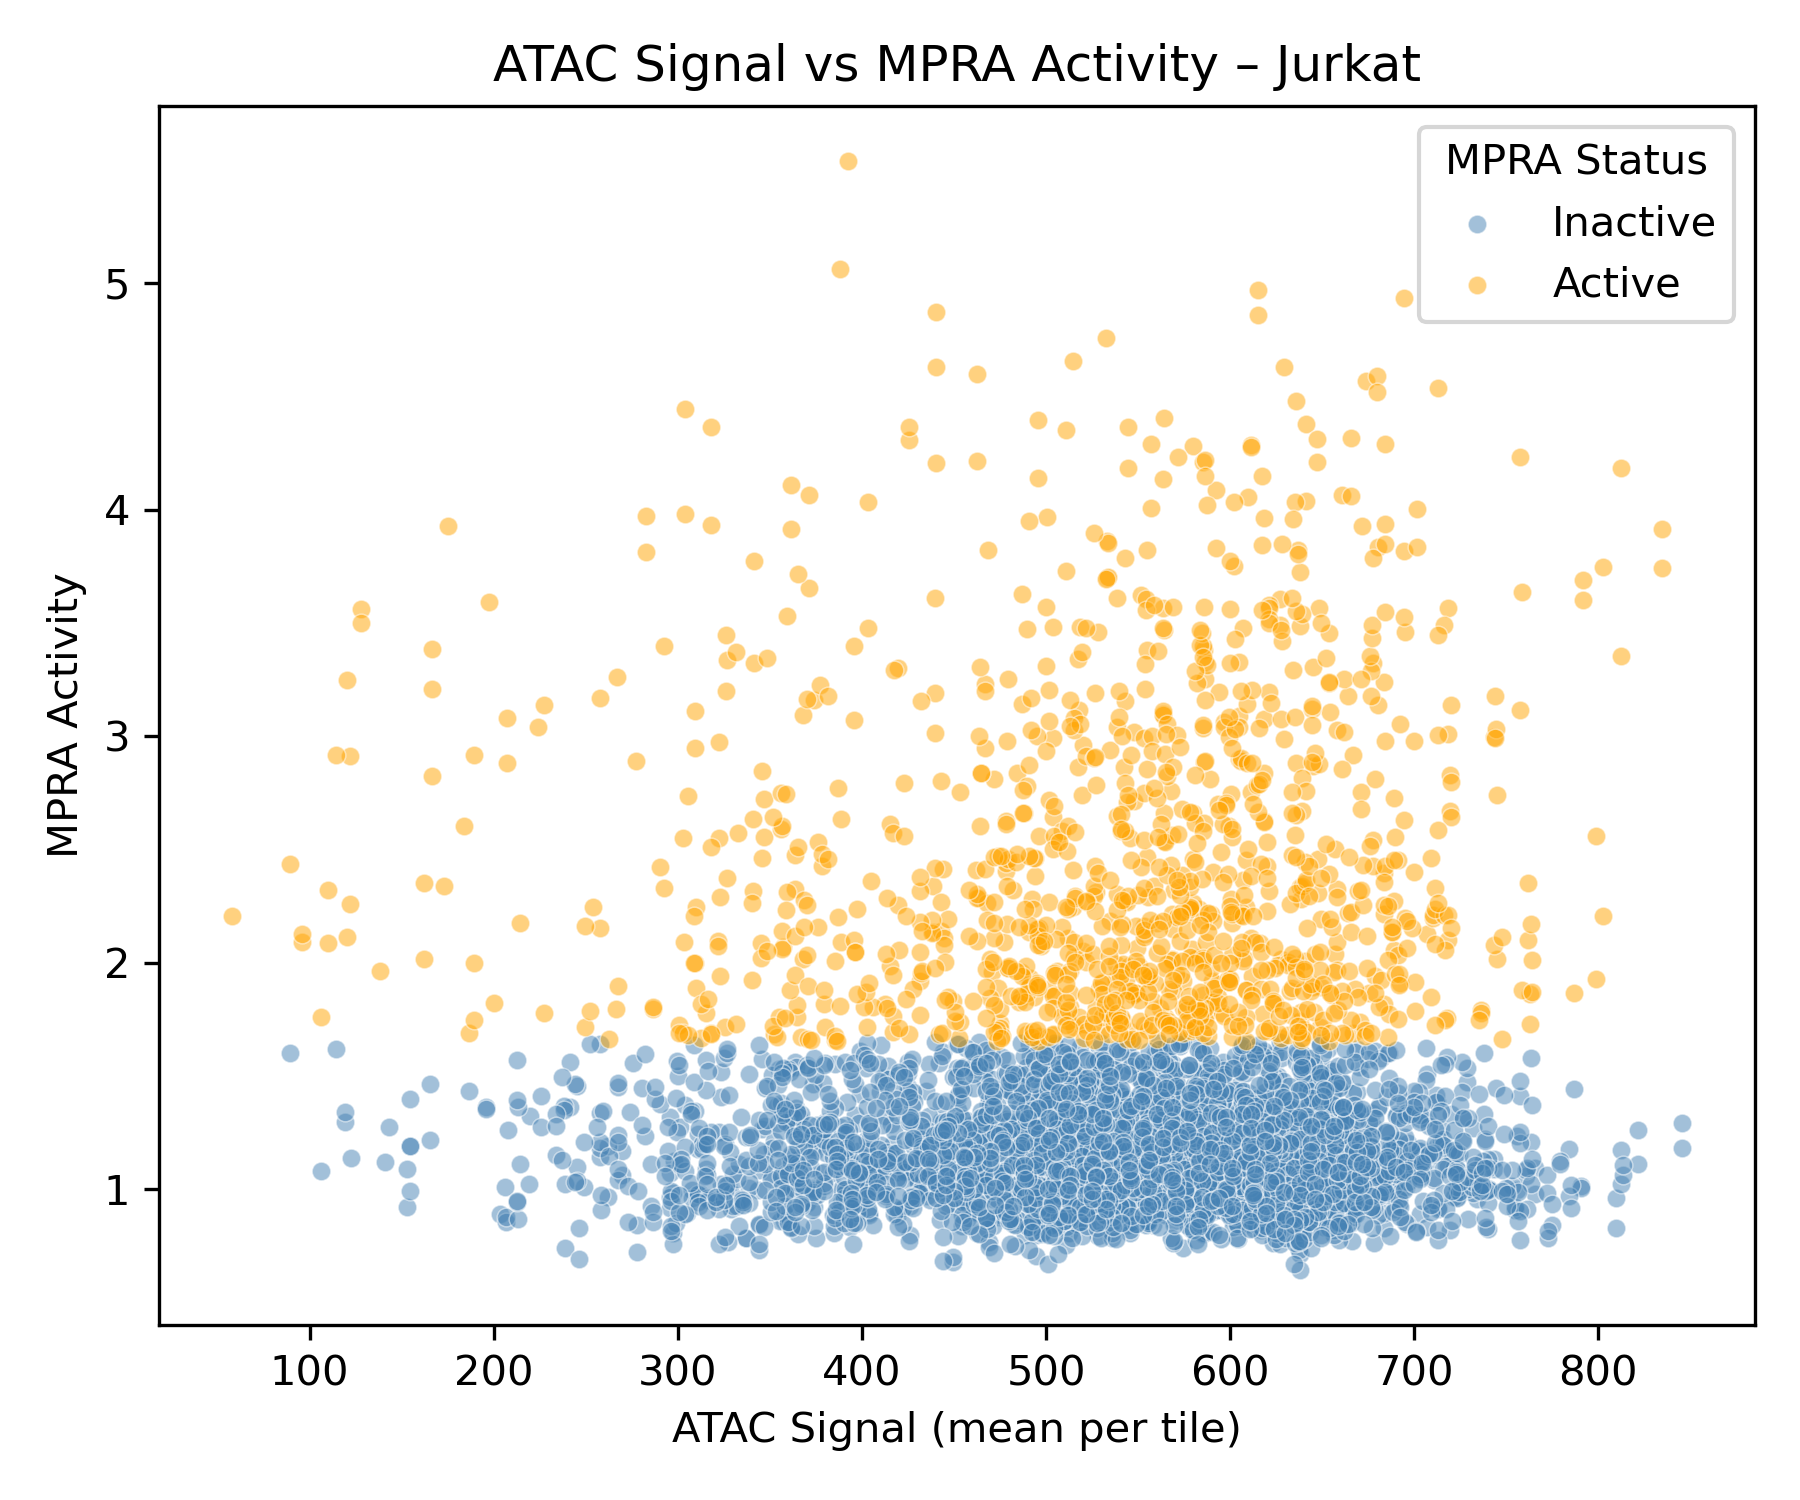 ATAC Signal vs MPRA Activity – Jurkat
MPRA Status
Inactive
Active
MPRA Activity
5
4
3
2
1
100 200 300 400 500 600 700 800
ATAC Signal (mean per tile)